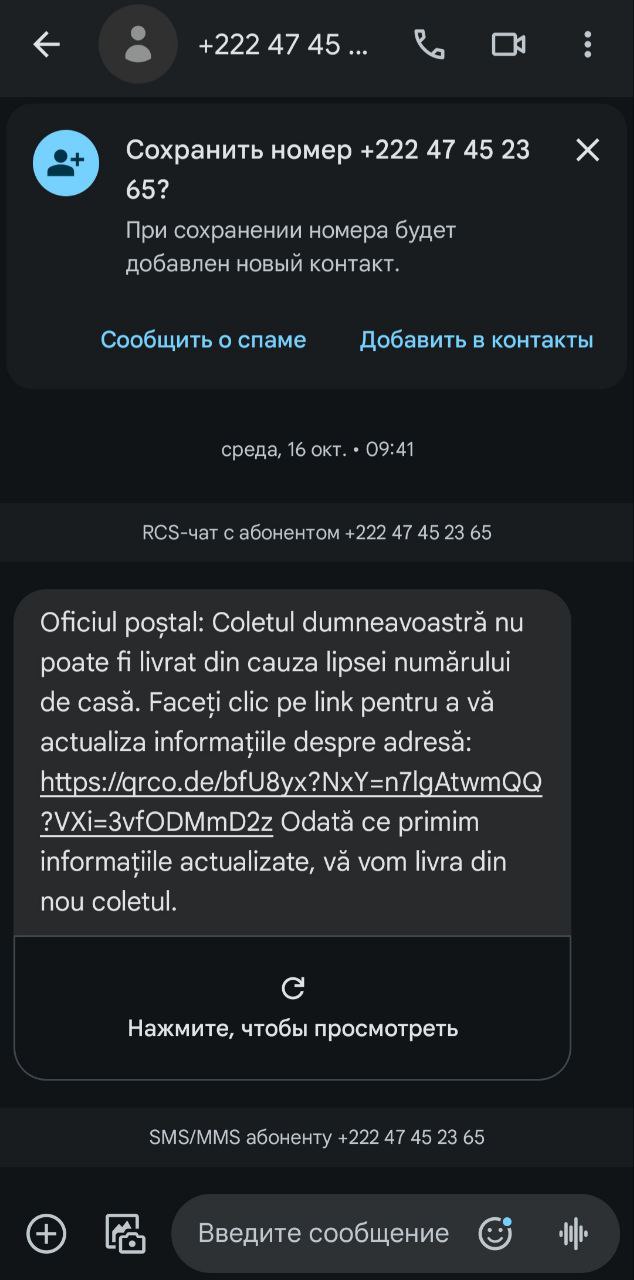 +222 47 45 ...
Сохранить номер +222 47 45 23
65?
При сохранении номера будет
добавлен новый контакт.
Сообщить о спаме Добавить в контакты
среда, 16 окт. • 09:41
RCS-чат с абонентом +222 47 45 23 65
Oficiul poștal: Coletul dumneavoastră nu
poate fi livrat din cauza lipsei numărului
de casă. Faceți clic pe link pentru a vă
actualiza informațiile despre adresă:
https://qrco.de/bfU8yx?NxY=n7lgAtwmQQ
?VXi=3vfODMmD2z Odată ce primim
informațiile actualizate, vă vom livra din
nou coletul.
Нажмите, чтобы просмотреть
SMS/MMS абоненту +222 47 45 23 65
Введите сообщение